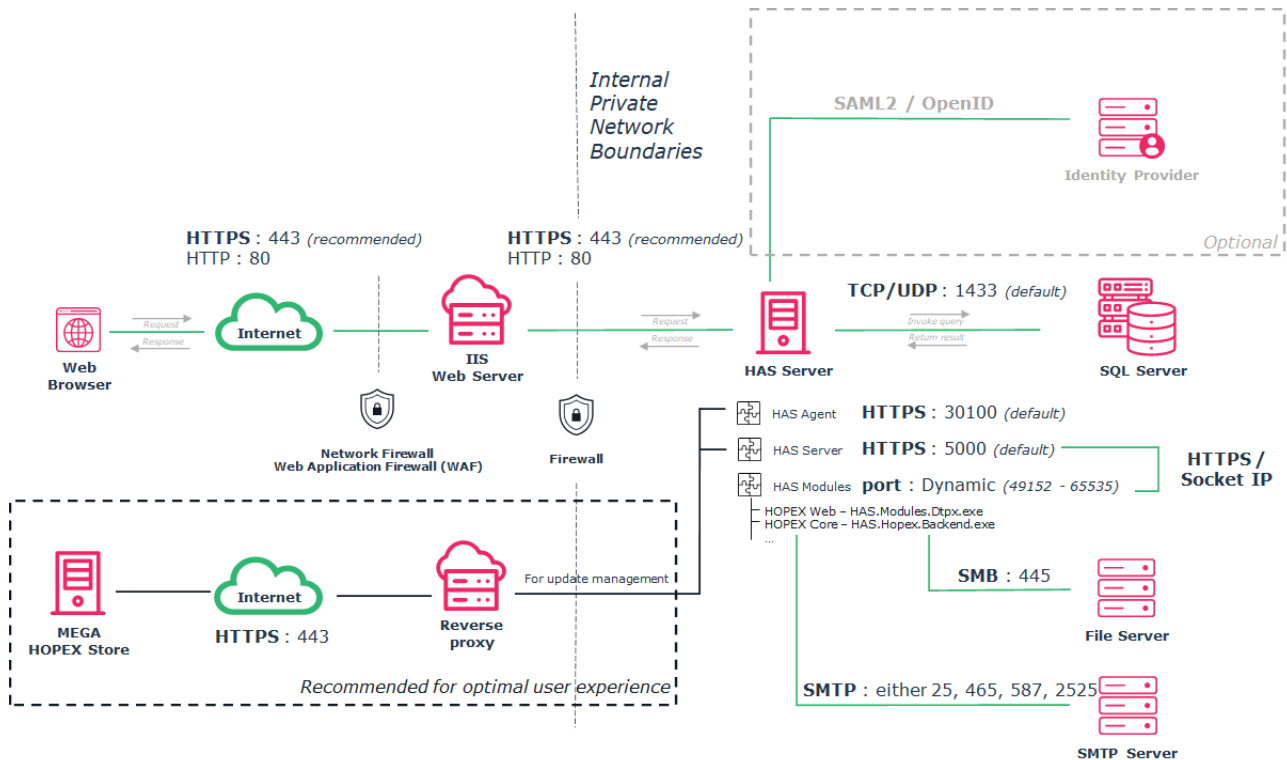 Internal
Private
Network
Boundaries
SAML2 / OpenID
Identity Provider
Optional
HTTPS : 443 (recommended)
HTTP : 80
HTTPS : 443 (recommended)
HTTP : 80
TCP/UDP : 1433 (default)
Request
Response
Internet
Request
Response
Invoke query
Return result
Web
Browser
IIS
Web Server
HAS Server
SQL Server
Network Firewall
Web Application Firewall (WAF)
Firewall
HAS Agent HTTPS : 30100 (default)
HAS Server HTTPS : 5000 (default)
HAS Modules port : Dynamic (49152 - 65535)
HTTPS /
Socket IP
HOPEX Web – HAS.Modules.Dtpx.exe
HOPEX Core – HAS.Hopex.Backend.exe
...
For update management
Internet
MEGA
HOPEX Store
HTTPS : 443
Reverse
proxy
Recommended for optimal user experience
SMB : 445
File Server
SMTP : either 25, 465, 587, 2525
SMTP Server